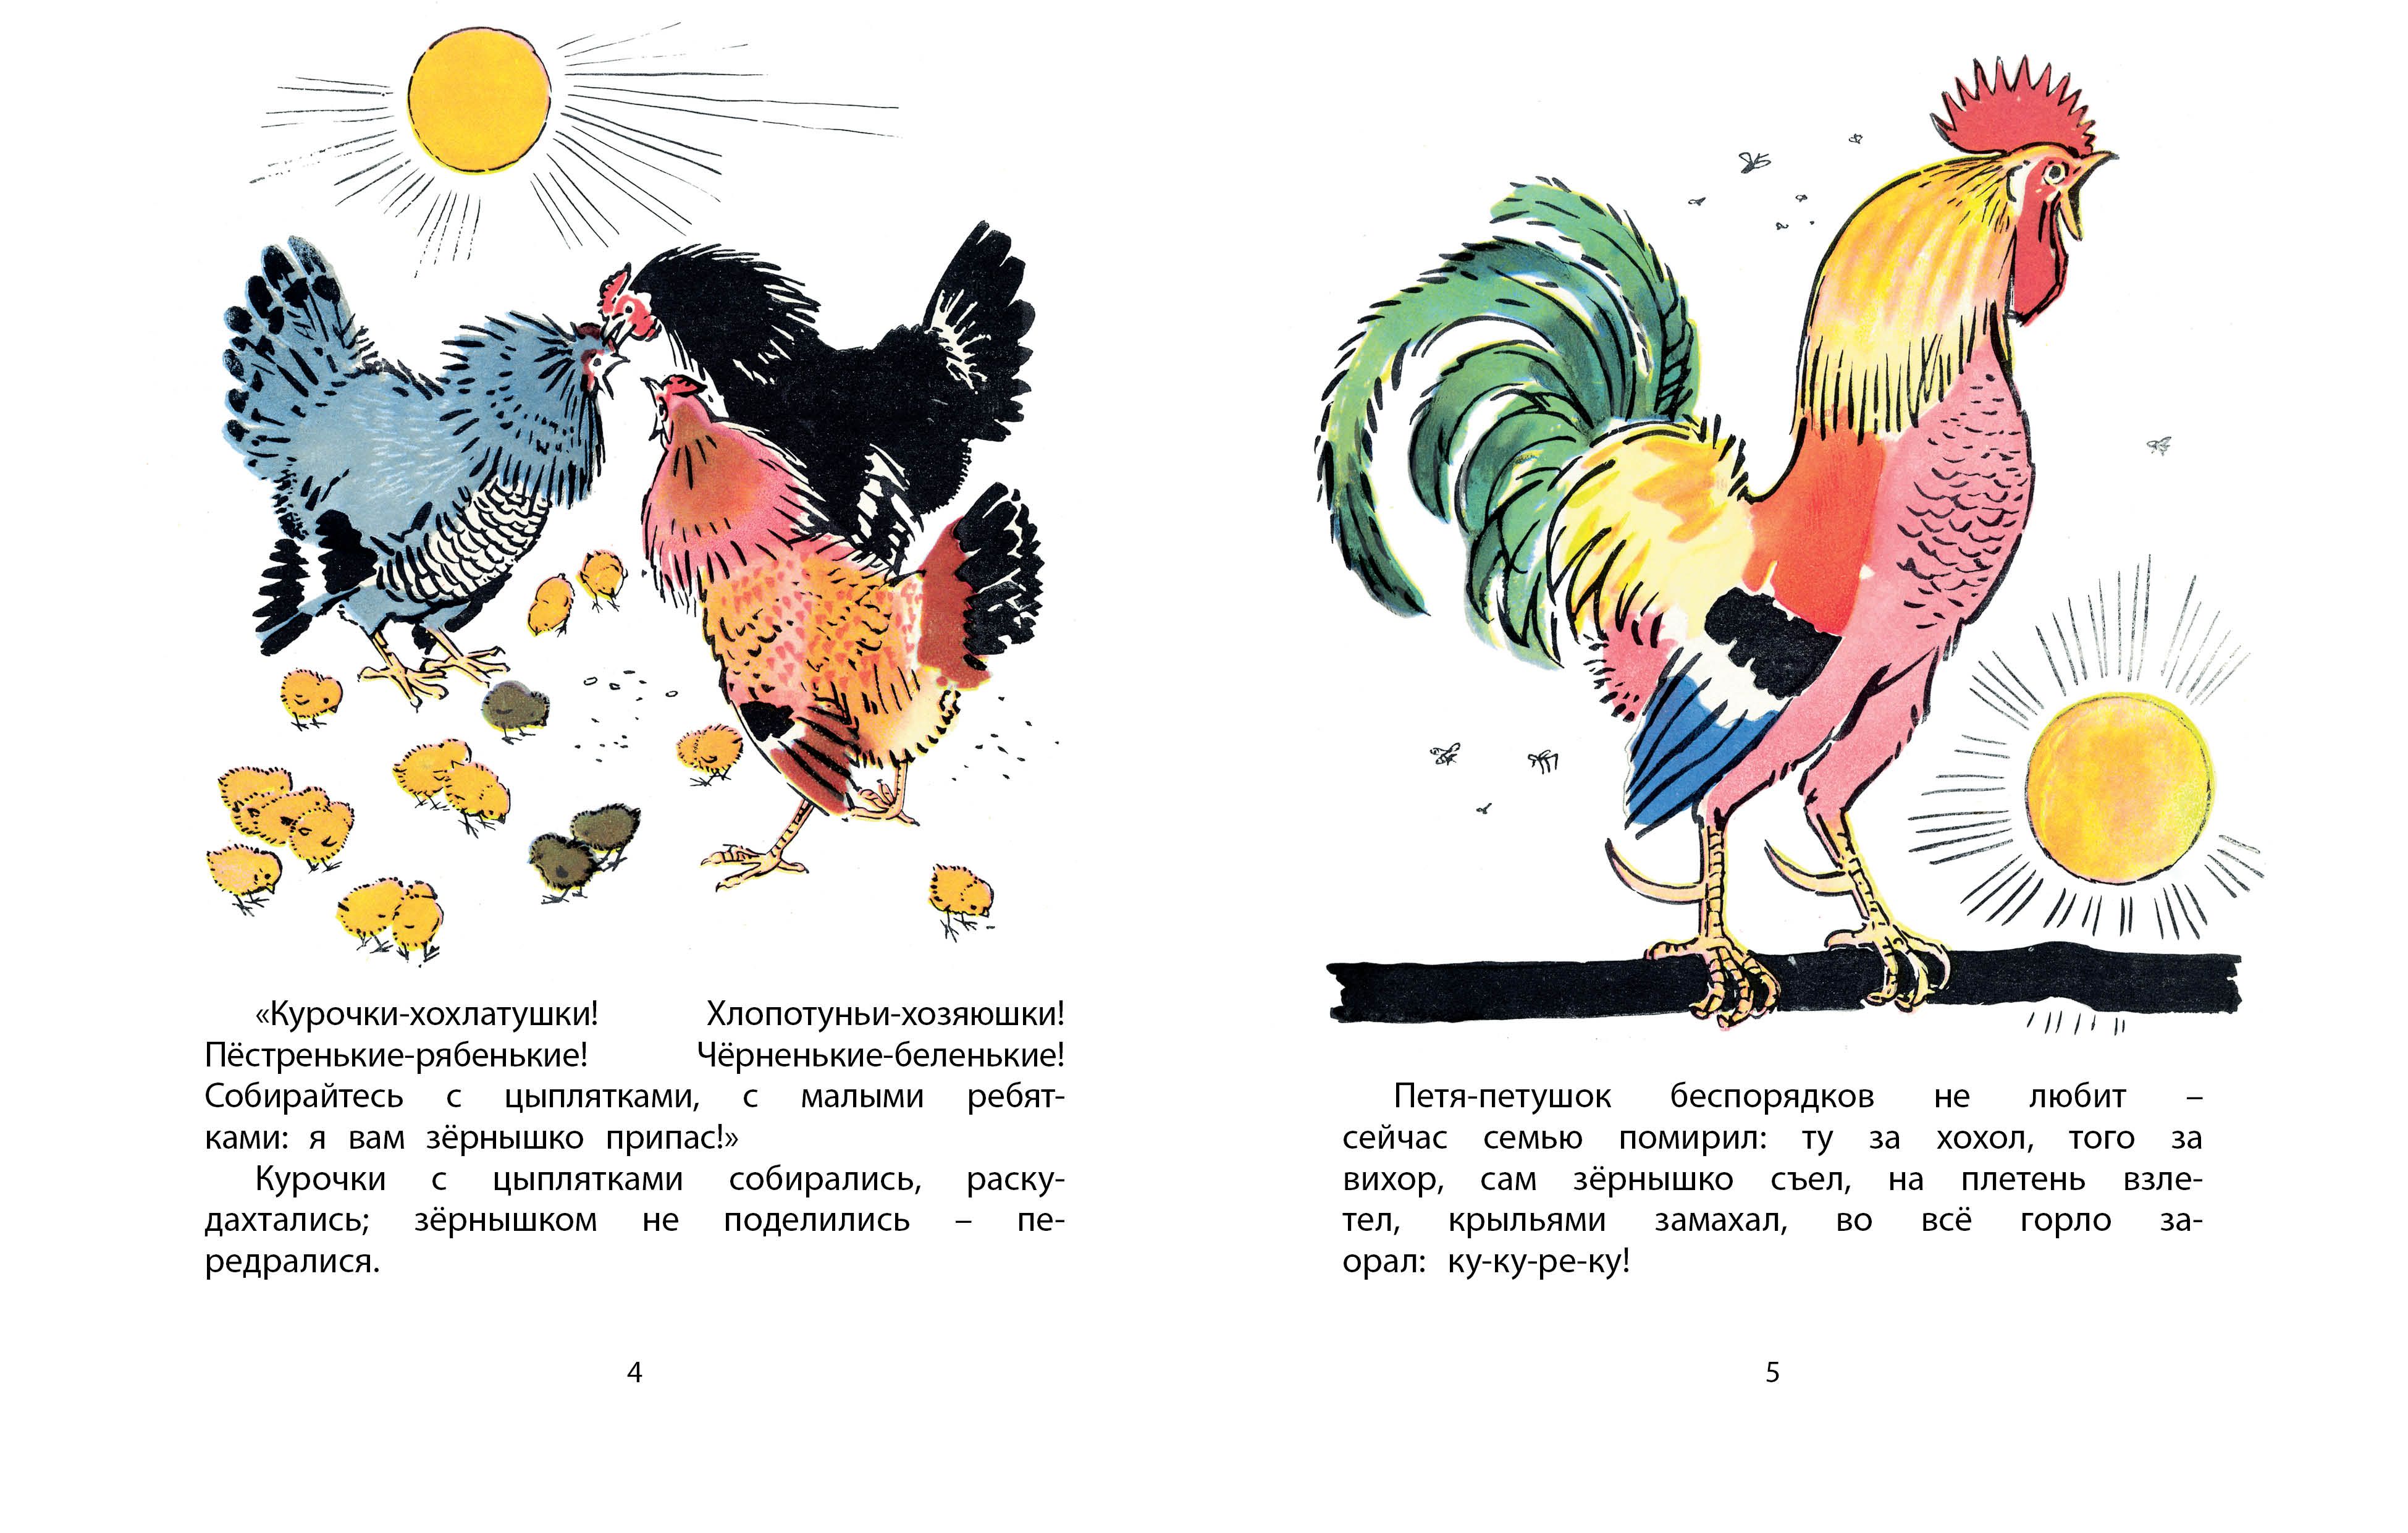 «Курочки-хохлатушки! Хлопотуньи-хозяюшки!
Пёстренькие-рябенькие! Чёрненькие-беленькие!
Собирайтесь с цыплятками, с малыми ребят-
ками: я вам зёрнышко припас!»
Курочки с цыплятками собирались, раску-
дахтались; зёрнышком не поделились – пе-
редралися.
4
Петя-петушок беспорядков не любит –
сейчас семью помирил: ту за хохол, того за
вихор, сам зёрнышко съел, на плетень взле-
тел, крыльями замахал, во всё горло за-
орал: ку-ку-ре-ку!
5